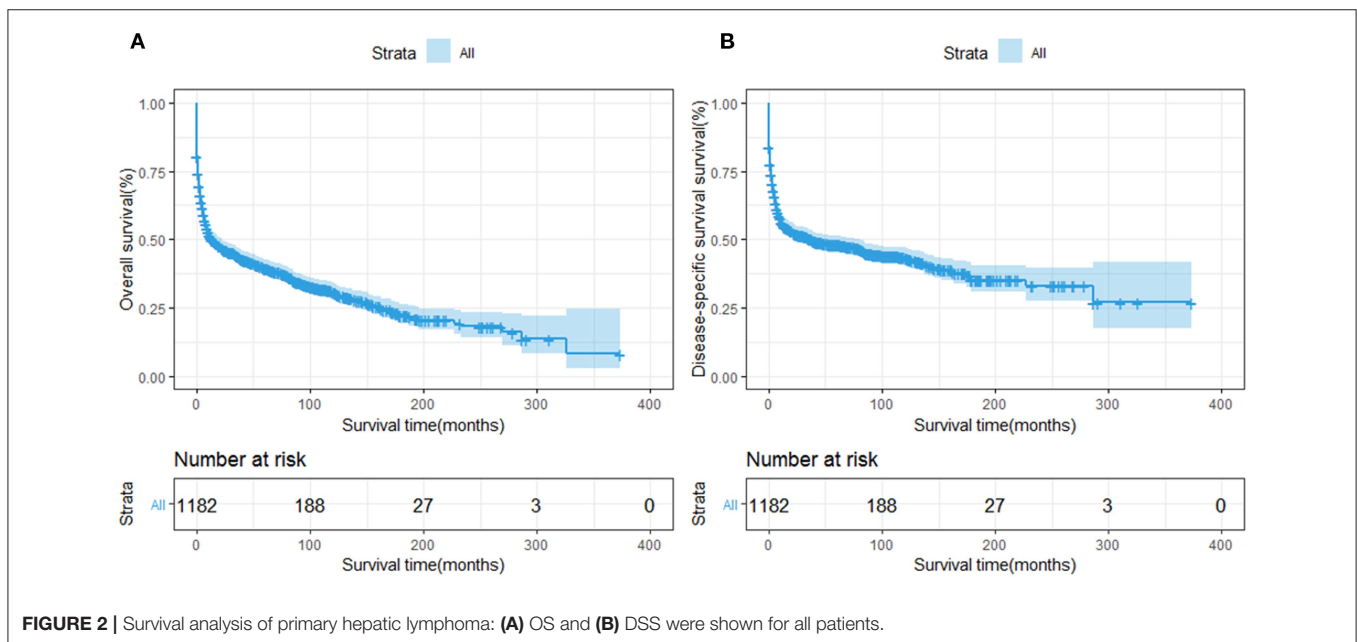 A
Strata All
Overall survival(%)
1.00
0.75
0.50
0.25
0.00
0 100 200 300 400
Survival time(months)
Number at risk
Strata
All 1182 188 27 3 0
0 100 200 300 400
Survival time(months)
B
Strata All
Disease-specific survival survival(%)
1.00
0.75
0.50
0.25
0.00
0 100 200 300 400
Survival time(months)
Number at risk
Strata
All 1182 188 27 3 0
0 100 200 300 400
Survival time(months)
FIGURE 2 | Survival analysis of primary hepatic lymphoma: (A) OS and (B) DSS were shown for all patients.